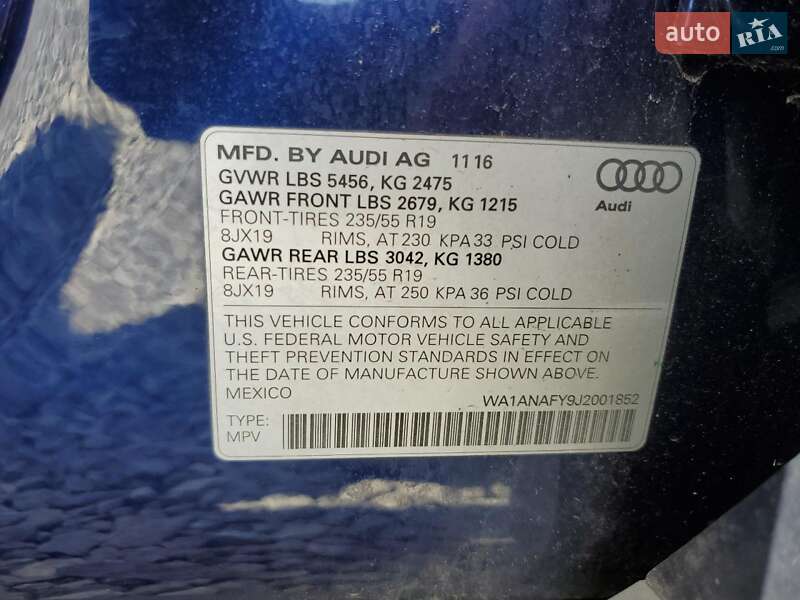 auto RIA
.com
MFD. BY AUDI AG 11 16
GVWR LBS 5456, KG 2475
GAWR FRONT LBS 2679, KG 1215
FRONT-TIRES 235/55 R19
8JX19 RIMS, AT 230 KPA 33 PSI COLD
GAWR REAR LBS 3042, KG 1380
REAR-TIRES 235/55 R19
8JX19 RIMS, AT 250 KPA 36 PSI COLD
Audi
THIS VEHICLE CONFORMS TO ALL APPLICABLE
U.S. FEDERAL MOTOR VEHICLE SAFETY AND
THEFT PREVENTION STANDARDS IN EFFECT ON
THE DATE OF MANUFACTURE SHOWN ABOVE.
MEXICO WA1ANAFY9J2001852
TYPE:
MPV